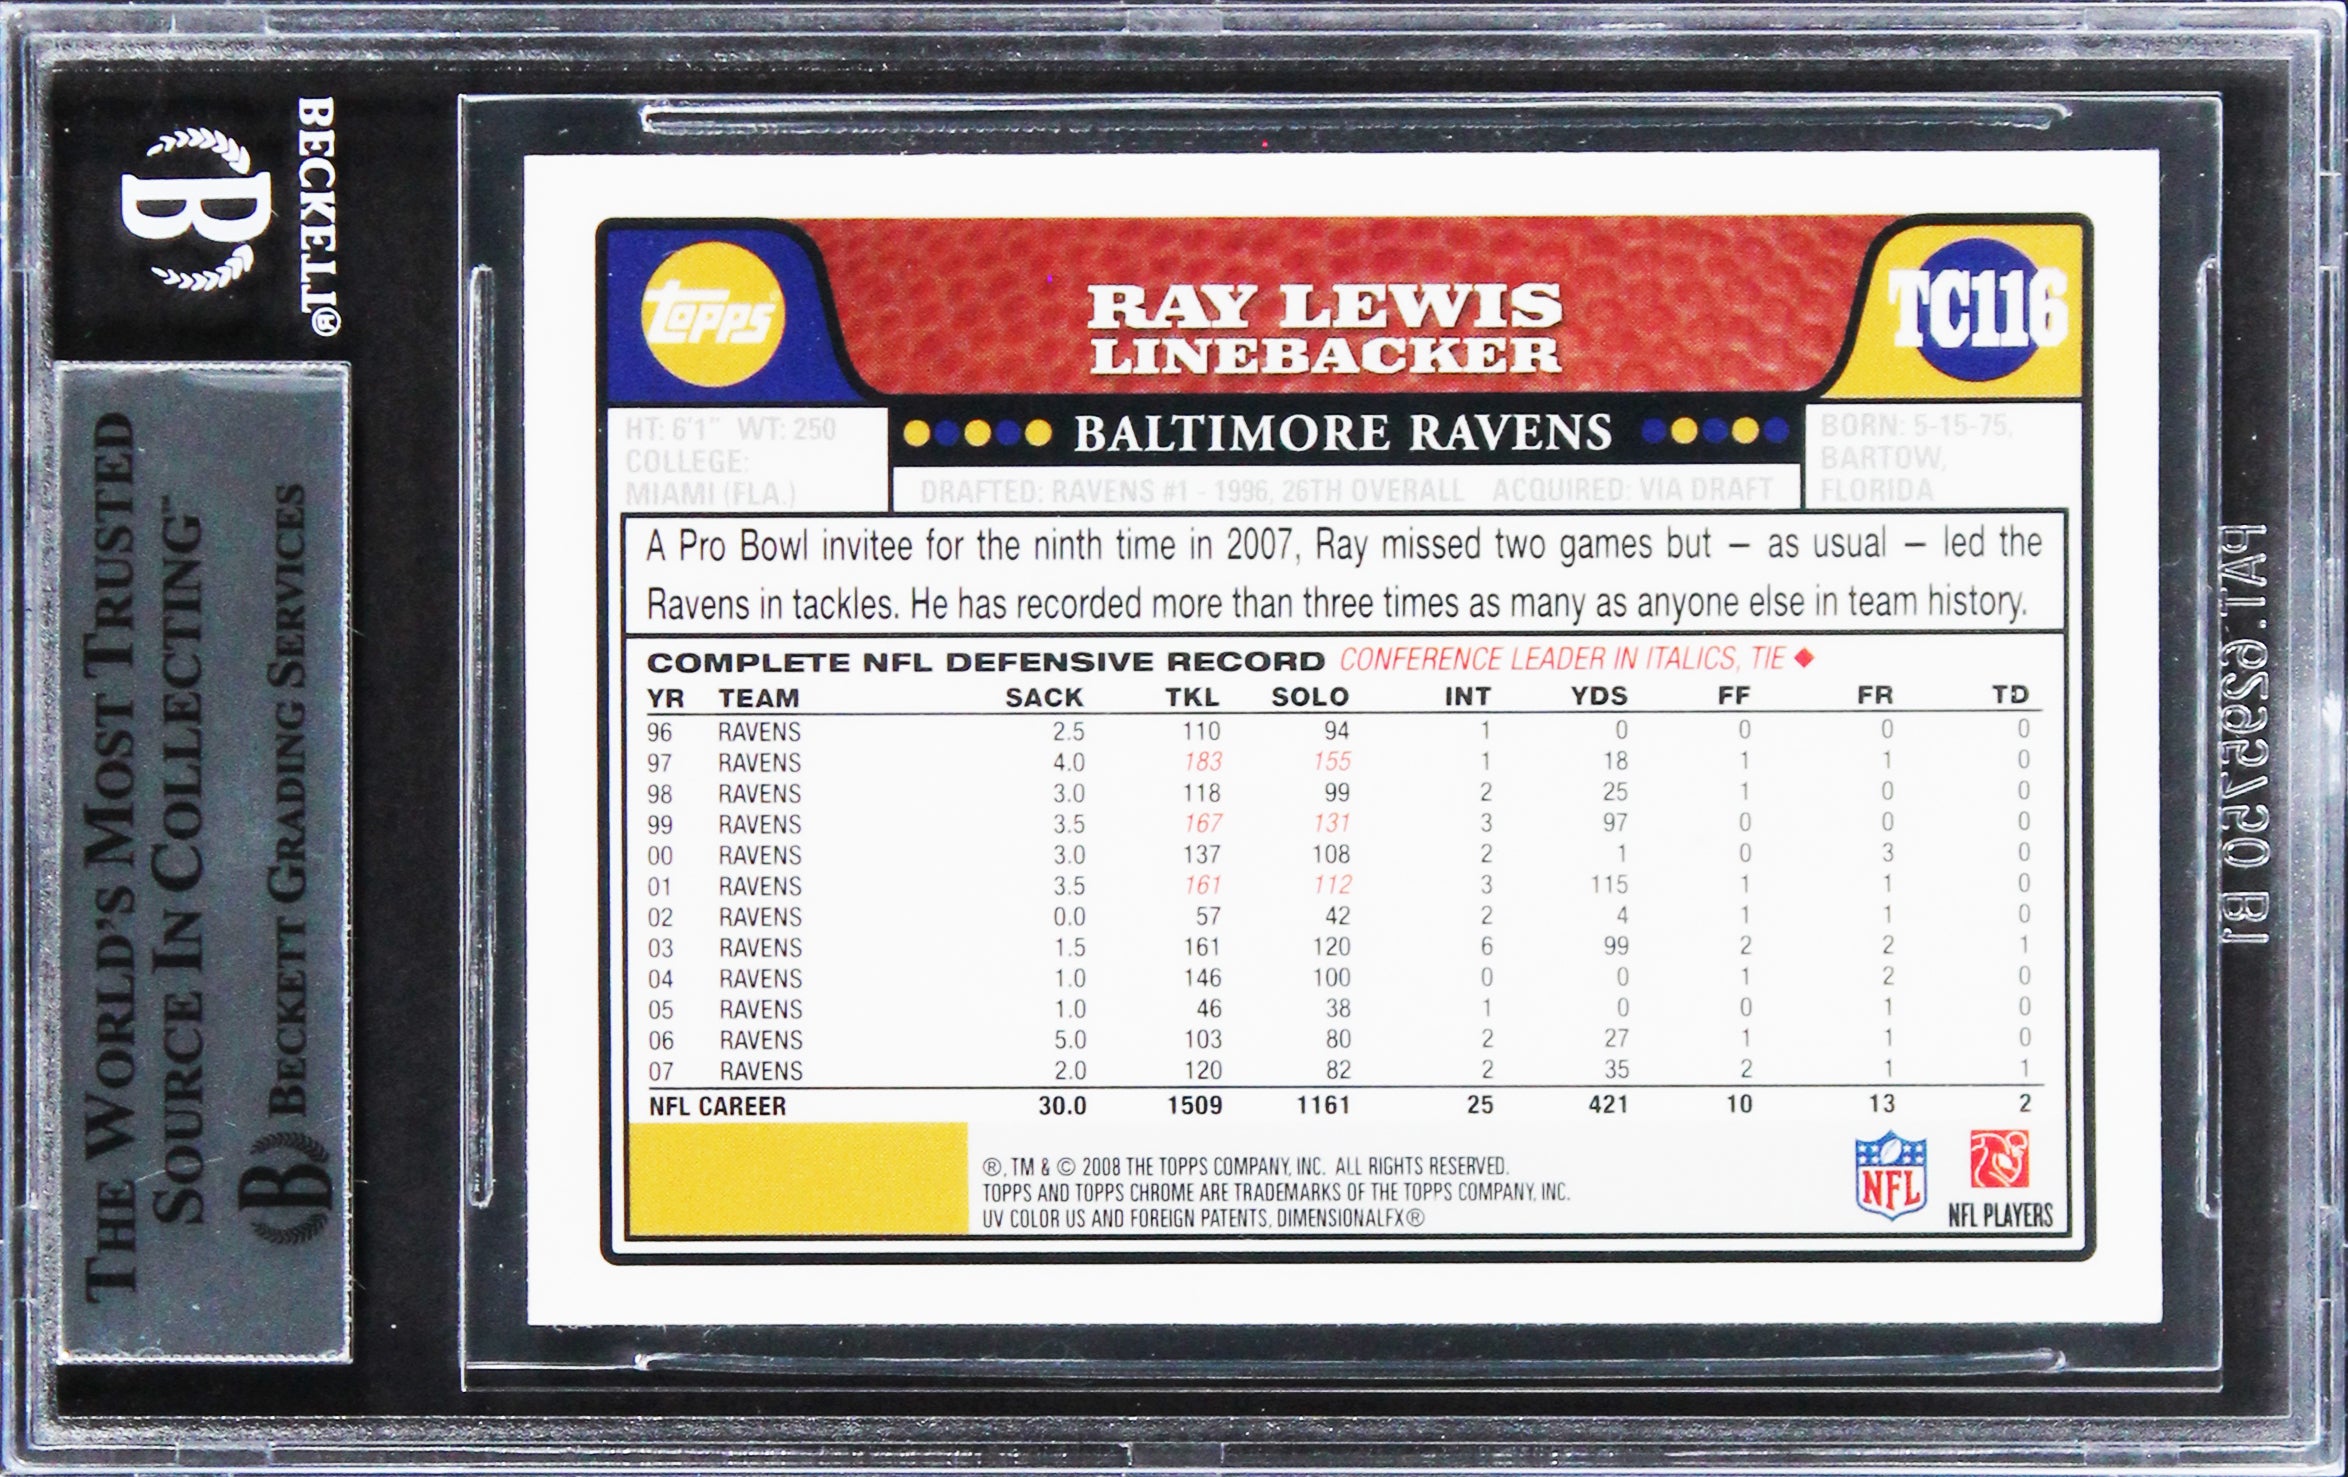 BECKETT®
B
THE WORLD'S MOST TRUSTED
SOURCE IN COLLECTING™
B BECKETT GRADING SERVICES
Topps
RAY LEWIS
LINEBACKER
TC116
HT: 6'1" WT: 250
COLLEGE:
MIAMI (FLA.)
BALTIMORE RAVENS
DRAFTED: RAVENS #1 - 1996, 26TH OVERALL ACQUIRED: VIA DRAFT
BORN: 5-15-75,
BARTOW,
FLORIDA
A Pro Bowl invitee for the ninth time in 2007, Ray missed two games but – as usual – led the
Ravens in tackles. He has recorded more than three times as many as anyone else in team history.
COMPLETE NFL DEFENSIVE RECORD CONFERENCE LEADER IN ITALICS, TIE ♦
YR TEAM SACK TKL SOLO INT YDS FF FR TD
96 RAVENS 2.5 110 94 1 0 0 0 0
97 RAVENS 4.0 183 155 1 18 1 1 0
98 RAVENS 3.0 118 99 2 25 1 0 0
99 RAVENS 3.5 167 131 3 97 0 0 0
00 RAVENS 3.0 137 108 2 1 0 3 0
01 RAVENS 3.5 161 112 3 115 1 1 0
02 RAVENS 0.0 57 42 2 4 1 1 0
03 RAVENS 1.5 161 120 6 99 2 2 1
04 RAVENS 1.0 146 100 0 0 1 2 0
05 RAVENS 1.0 46 38 1 0 0 1 0
06 RAVENS 5.0 103 80 2 27 1 1 0
07 RAVENS 2.0 120 82 2 35 2 1 1
NFL CAREER 30.0 1509 1161 25 421 10 13 2
®, TM & © 2008 THE TOPPS COMPANY, INC. ALL RIGHTS RESERVED.
TOPPS AND TOPPS CHROME ARE TRADEMARKS OF THE TOPPS COMPANY, INC.
UV COLOR US AND FOREIGN PATENTS, DIMENSIONALFX®
NFL
NFL PLAYERS
PAT. 6256750 B1